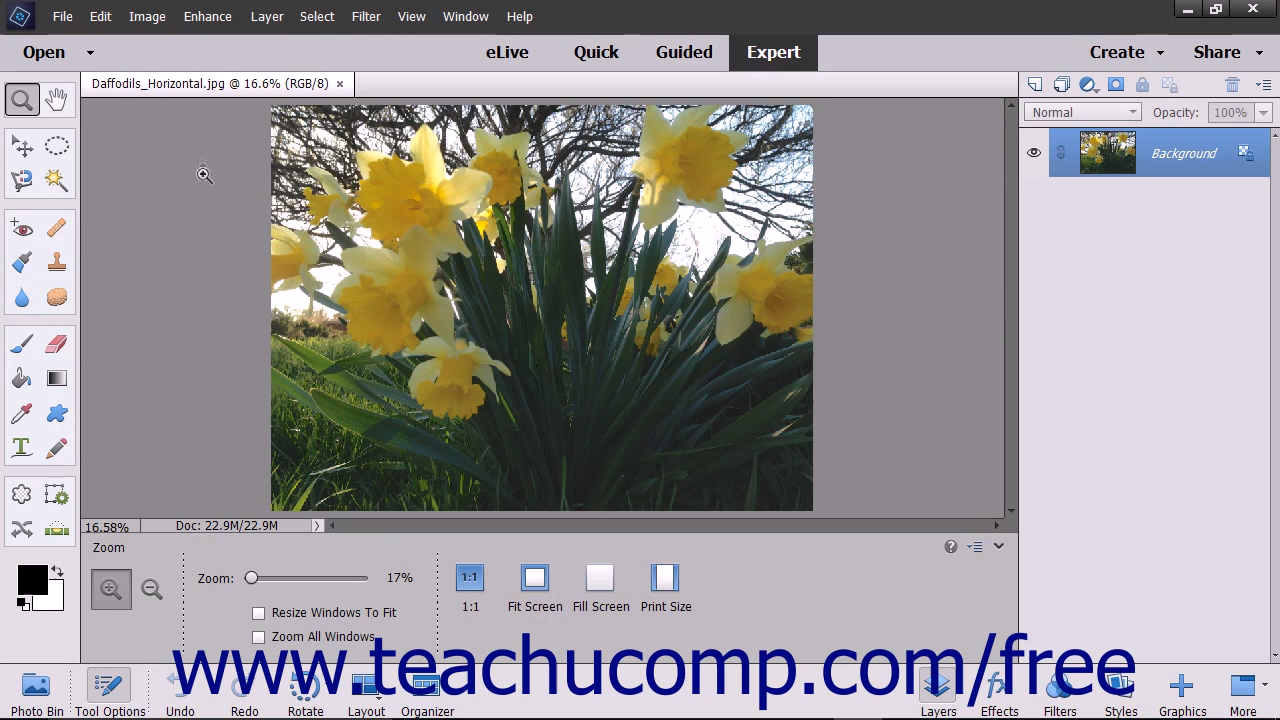 File Edit Image Enhance Layer Select Filter View Window Help
Open eLive Quick Guided Expert Create Share
Daffodils_Horizontal.jpg @ 16.6% (RGB/8) ×
Normal Opacity: 100%
Background
16.58% Doc: 22.9M/22.9M
Zoom
Zoom: 17%
1:1
1:1 Fit Screen Fill Screen Print Size
Resize Windows To Fit
Zoom All Windows
www.teachucomp.com/free
Photo Bin Tool Options Undo Redo Rotate Layout Organizer Layers Effects Filters Styles Graphics More